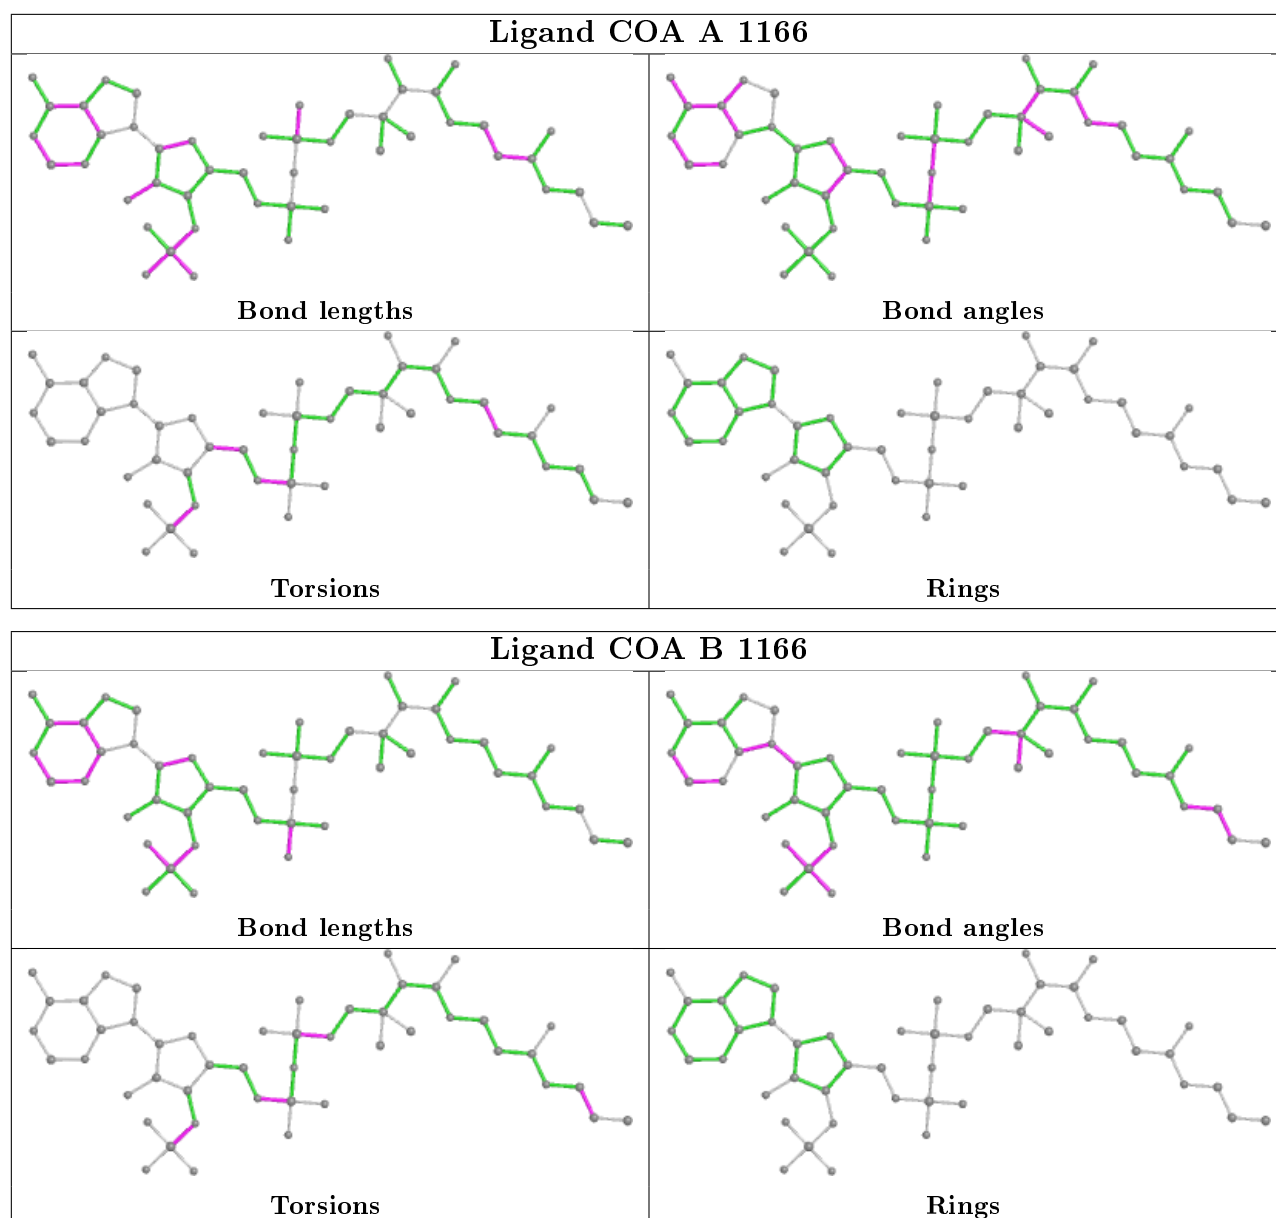 Ligand COA A 1166
Bond lengths
Bond angles
Torsions
Rings
Ligand COA B 1166
Bond lengths
Bond angles
Torsions
Rings